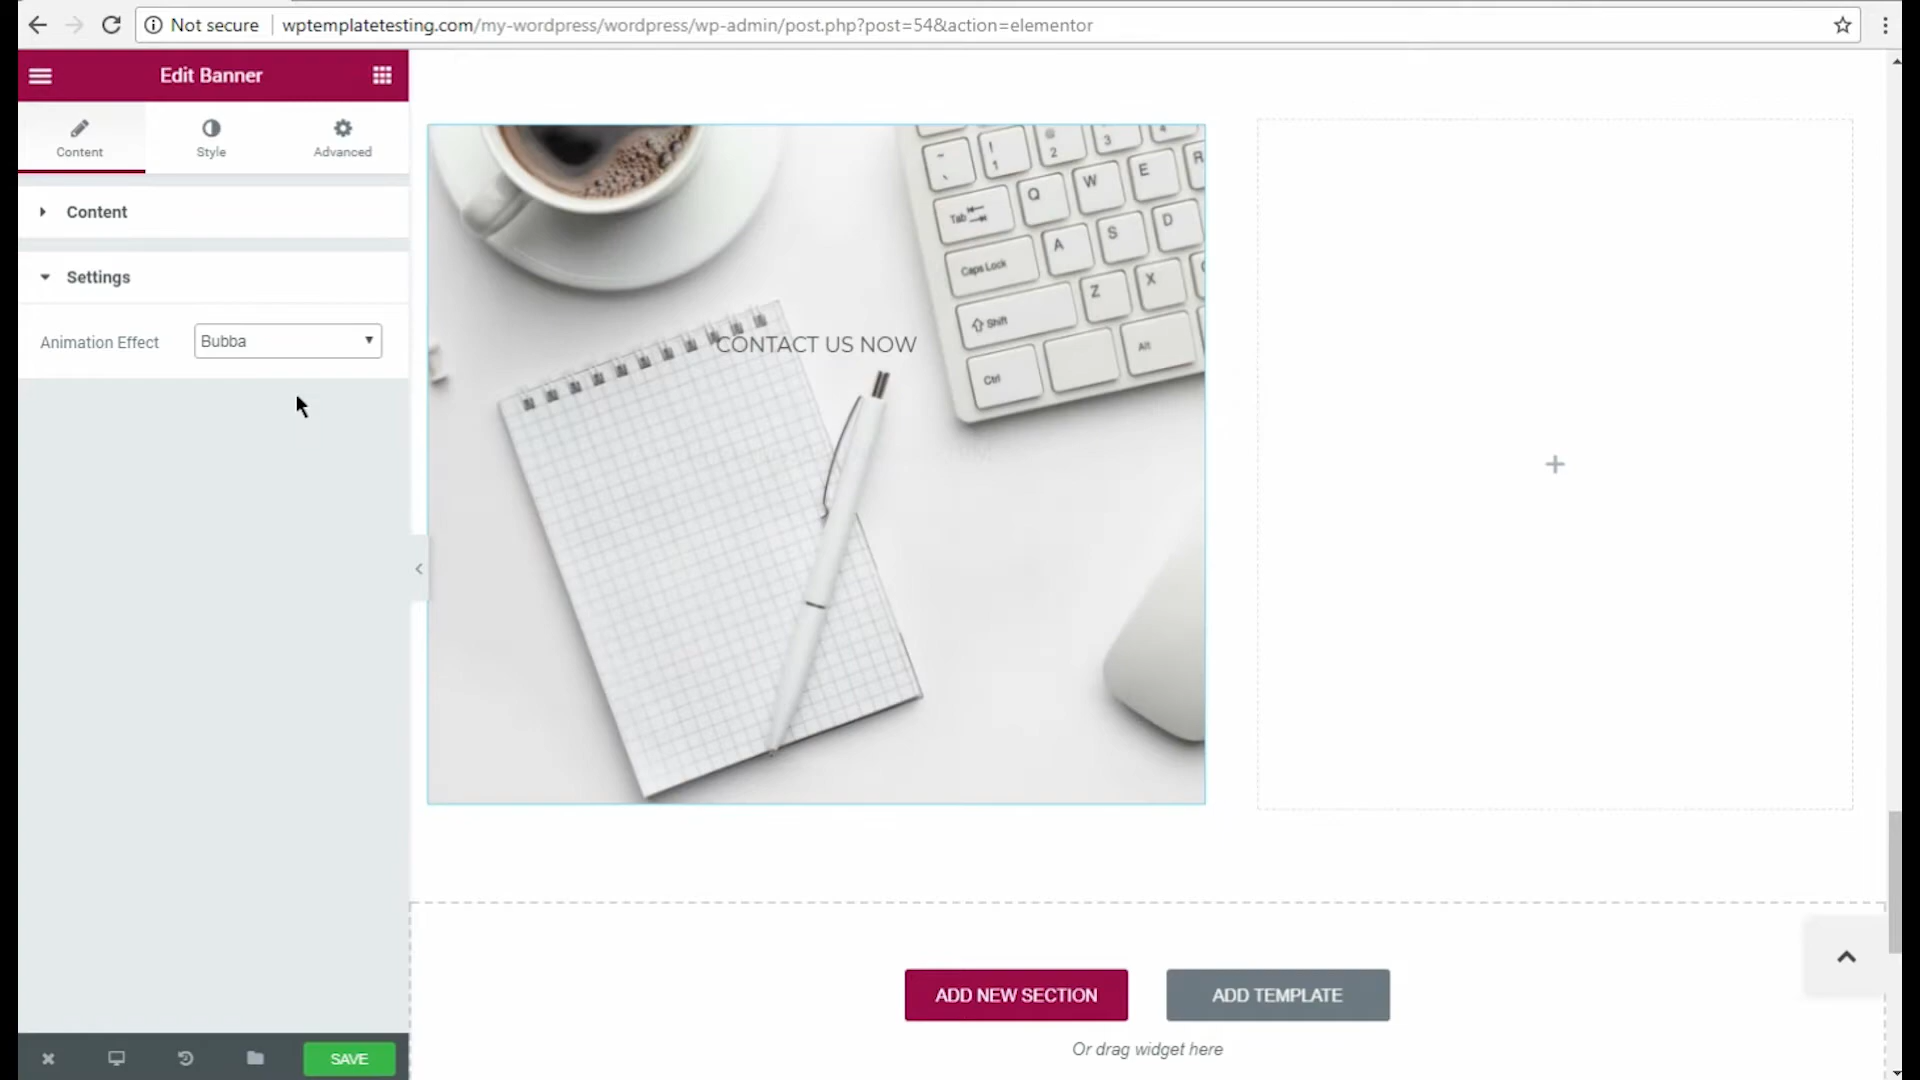 Not secure
wptemplatetesting.com/my-wordpress/wordpress/wp-admin/post.php?post=54&action=elementor
Edit Banner
Content
Style
Advanced
Content
Settings
Animation Effect
Bubba
CONTACT US NOW
~ ! 1 @ 2 3 4
Tab Q W E R
Caps Lock A S D
Shift Z X
Ctrl Alt
ADD NEW SECTION
ADD TEMPLATE
Or drag widget here
SAVE